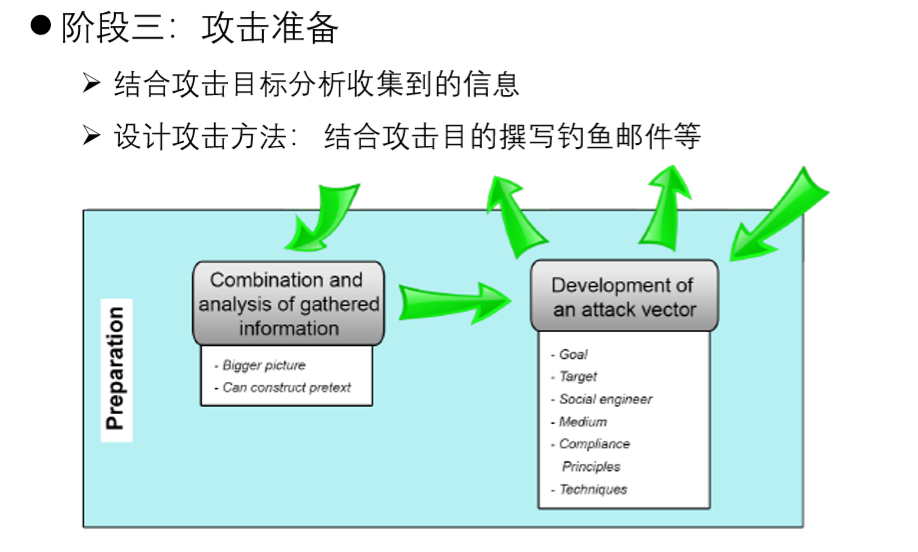 ● 阶段三：攻击准备
➢ 结合攻击目标分析收集到的信息
➢ 设计攻击方法： 结合攻击目的撰写钓鱼邮件等
Preparation
Combination and
analysis of gathered
information
- Bigger picture
- Can construct pretext
Development of
an attack vector
- Goal
- Target
- Social engineer
- Medium
- Compliance
Principles
- Techniques